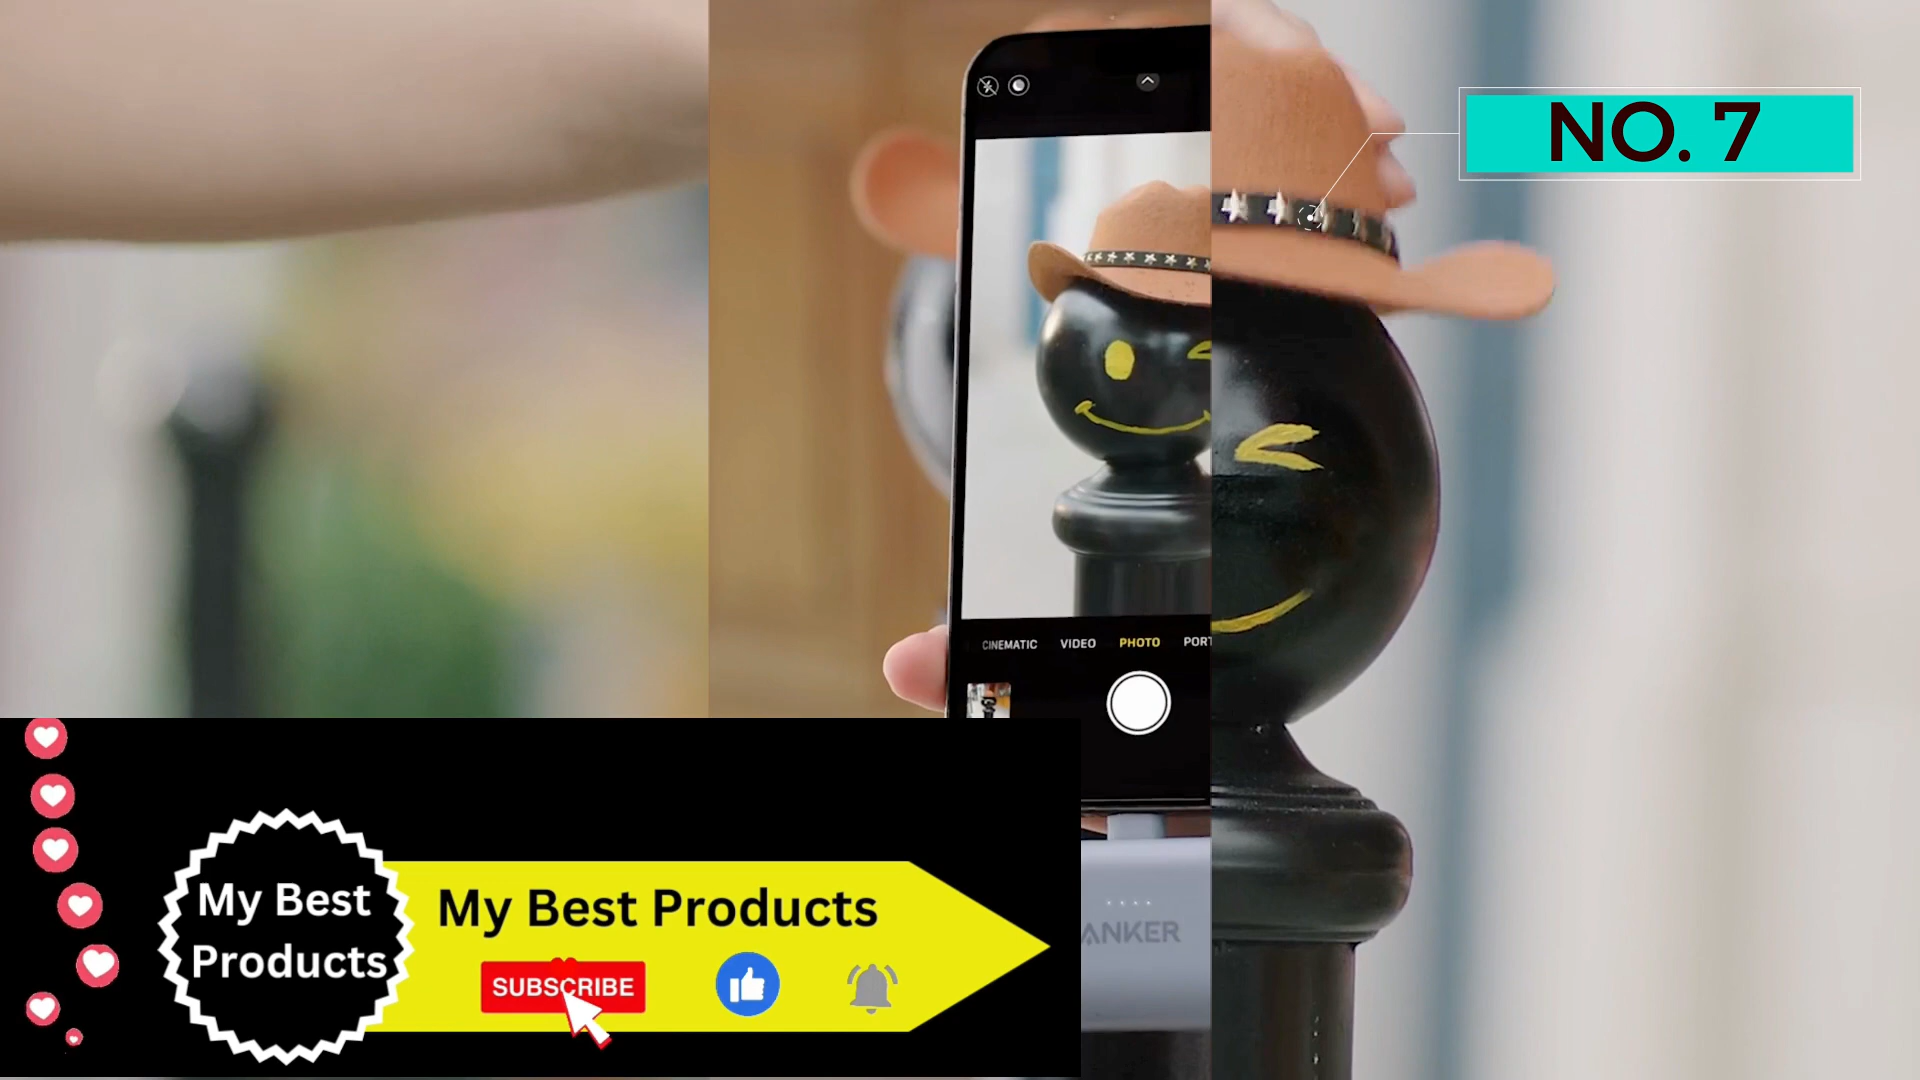 NO. 7
CINEMATIC VIDEO PHOTO PORT
ANKER
My Best
Products
My Best Products
SUBSCRIBE